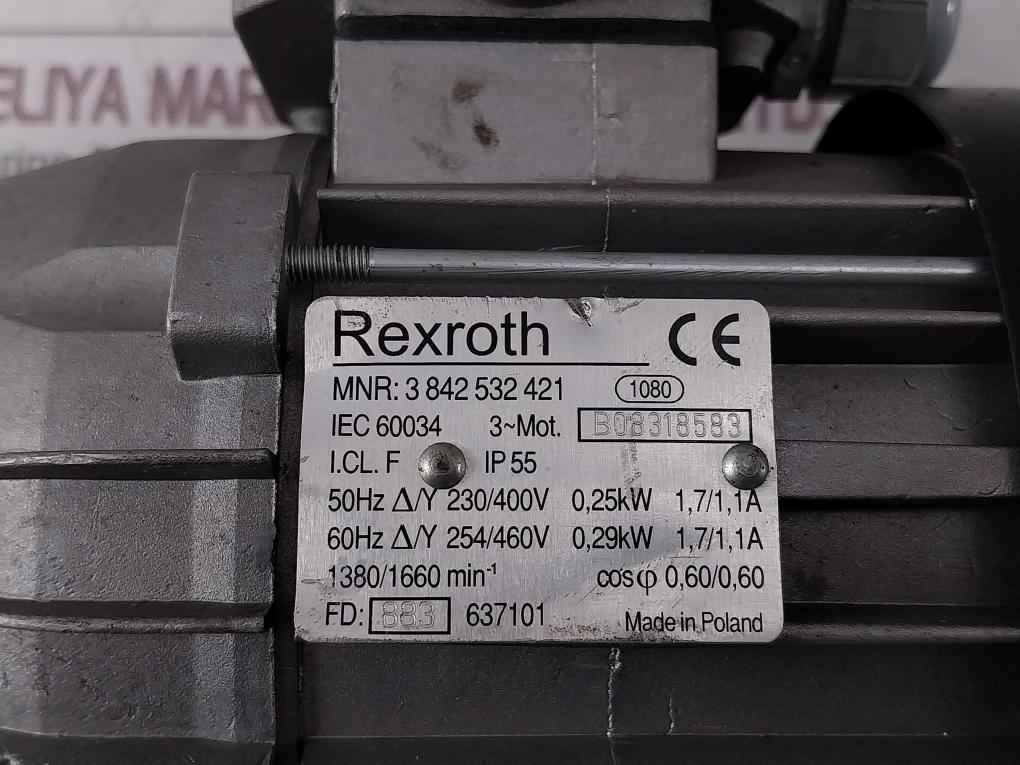 ELIYA MAR
Rexroth CE
MNR: 3 842 532 421 1080
IEC 60034 3~Mot. B08318583
I.CL. F IP 55
50Hz Δ/Y 230/400V 0,25kW 1,7/1,1A
60Hz Δ/Y 254/460V 0,29kW 1,7/1,1A
1380/1660 min⁻¹ cos φ 0,60/0,60
FD: 883 637101 Made in Poland